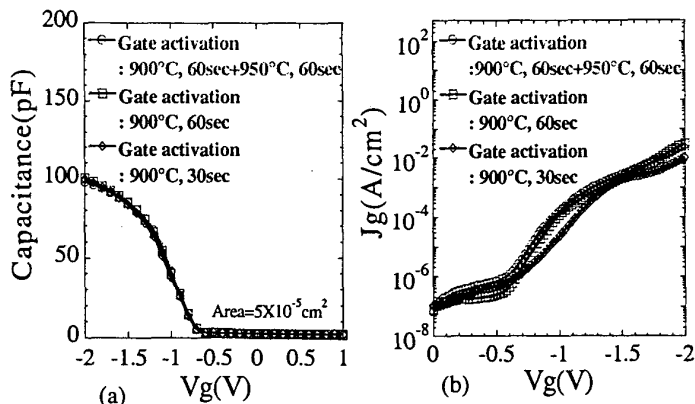 200
150
100
50
0
Capacitance(pF)
Gate activation
: 900°C, 60sec+950°C, 60sec
Gate activation
: 900°C, 60sec
Gate activation
: 900°C, 30sec
Area=5X10⁻⁵cm²
-2 -1.5 -1 -0.5 0 0.5 1
(a) Vg(V)
10²
10⁰
10⁻²
10⁻⁴
10⁻⁶
10⁻⁸
Jg(A/cm²)
Gate activation
:900°C, 60sec+950°C, 60sec
Gate activation
: 900°C, 60sec
Gate activation
: 900°C, 30sec
0 -0.5 -1 -1.5 -2
(b) Vg(V)